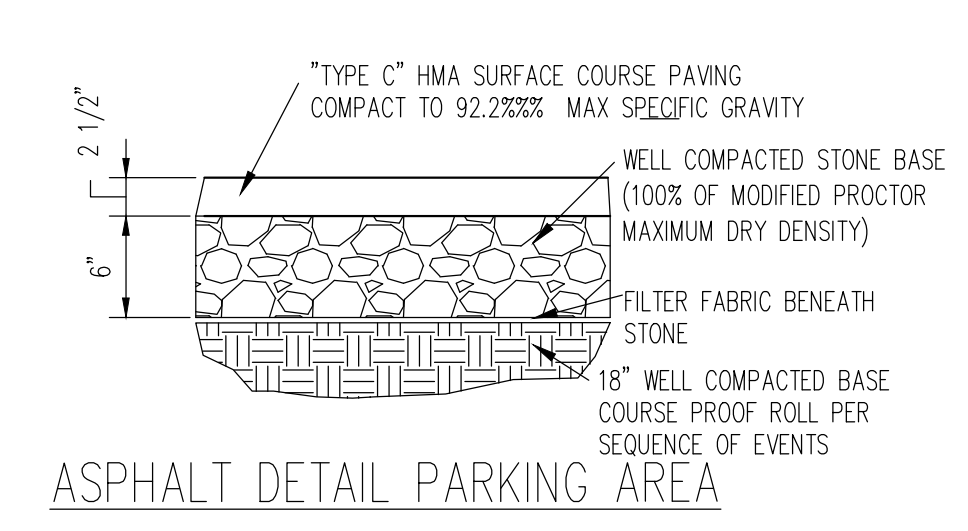 "TYPE C" HMA SURFACE COURSE PAVING
COMPACT TO 92.2%%% MAX SPECIFIC GRAVITY
2 1/2"
WELL COMPACTED STONE BASE
(100% OF MODIFIED PROCTOR
MAXIMUM DRY DENSITY)
6"
FILTER FABRIC BENEATH
STONE
18" WELL COMPACTED BASE
COURSE PROOF ROLL PER
SEQUENCE OF EVENTS
ASPHALT DETAIL PARKING AREA